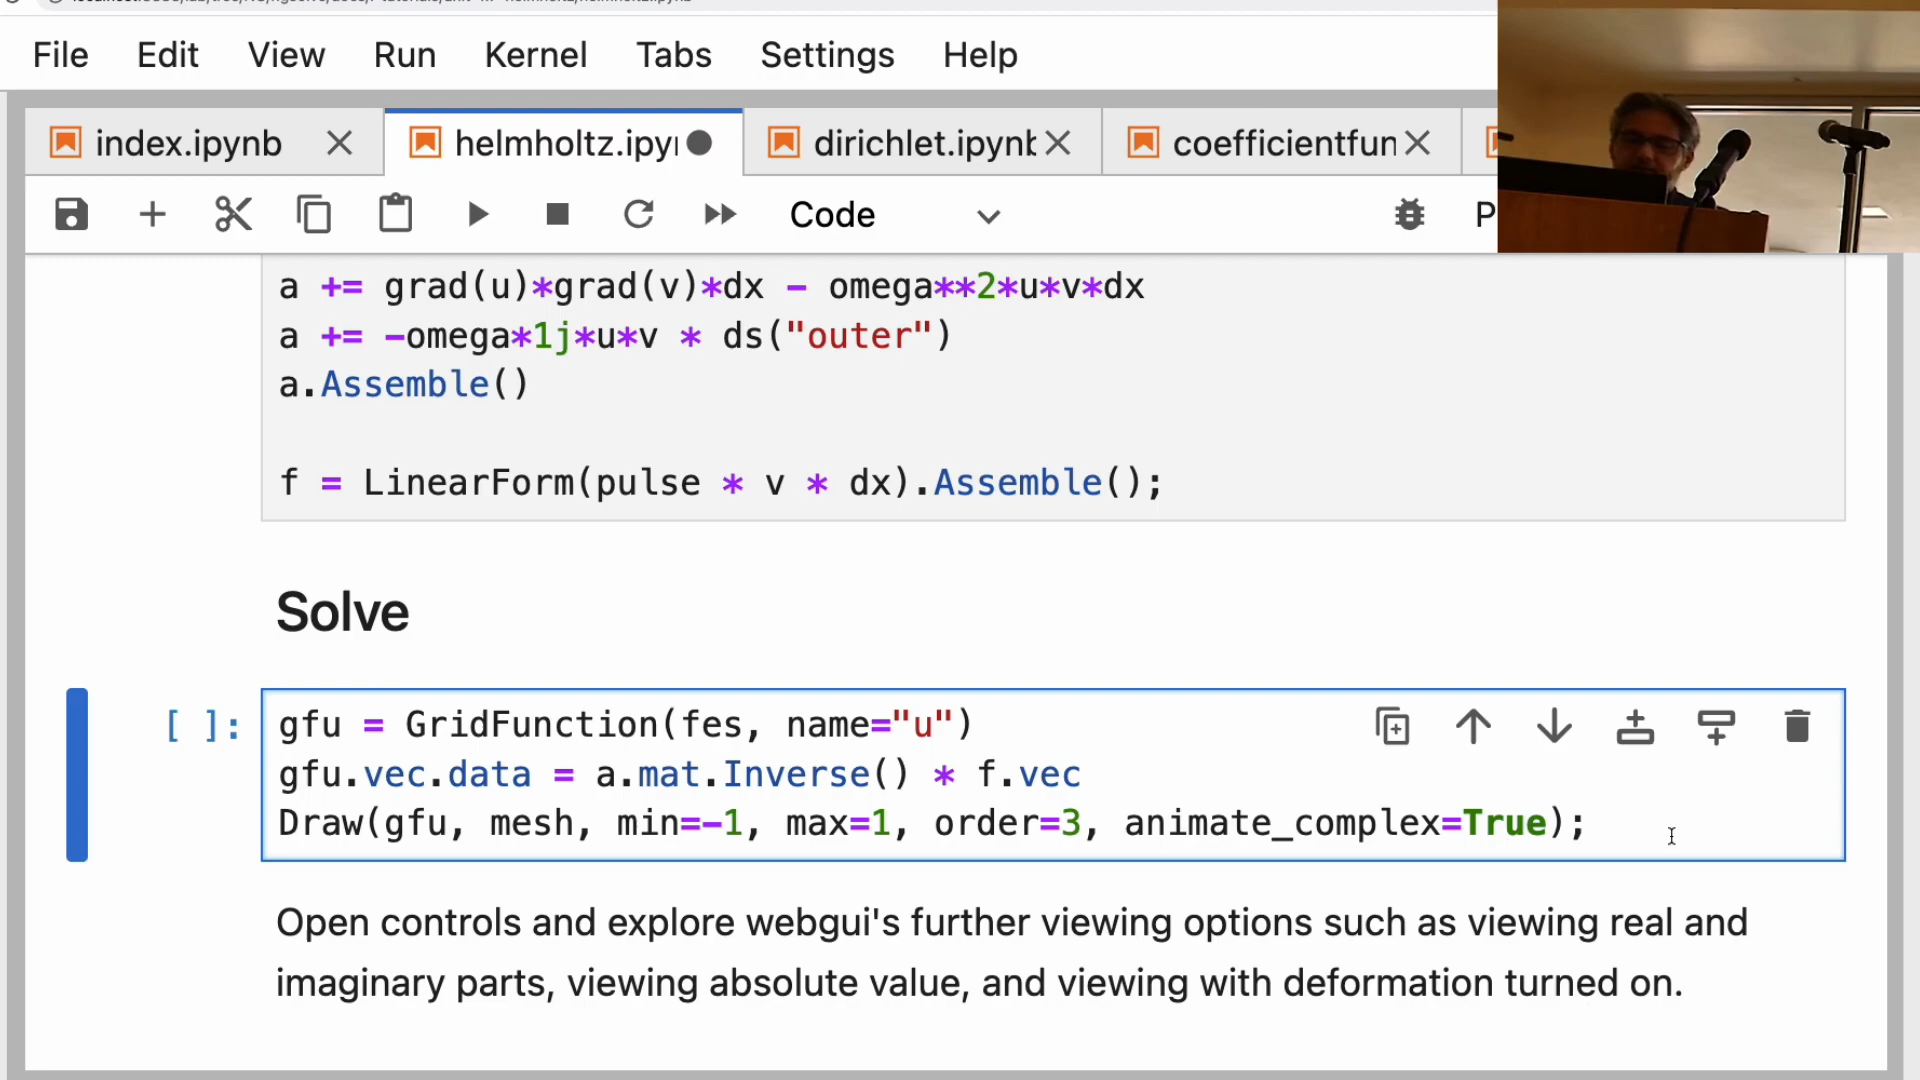 File Edit View Run Kernel Tabs Settings Help
index.ipynb helmholtz.ipyn dirichlet.ipynb coefficientfun
Code P
a += grad(u)*grad(v)*dx - omega**2*u*v*dx
a += -omega*1j*u*v * ds("outer")
a.Assemble()
f = LinearForm(pulse * v * dx).Assemble();
Solve
[ ]:
gfu = GridFunction(fes, name="u")
gfu.vec.data = a.mat.Inverse() * f.vec
Draw(gfu, mesh, min=-1, max=1, order=3, animate_complex=True);
Open controls and explore webgui's further viewing options such as viewing real and
imaginary parts, viewing absolute value, and viewing with deformation turned on.